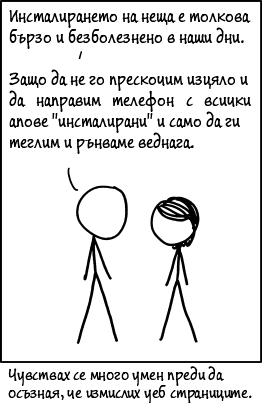 Инсталирането на неща е толкова
бързо и безболезнено в наши дни.
Защо да не го прескочим изцяло и
да направим телефон с всички
апове "инсталирани" и само да ги
теглим и рънваме веднага.
Чувствах се много умен преди да
осъзная, че измислих уеб страниците.